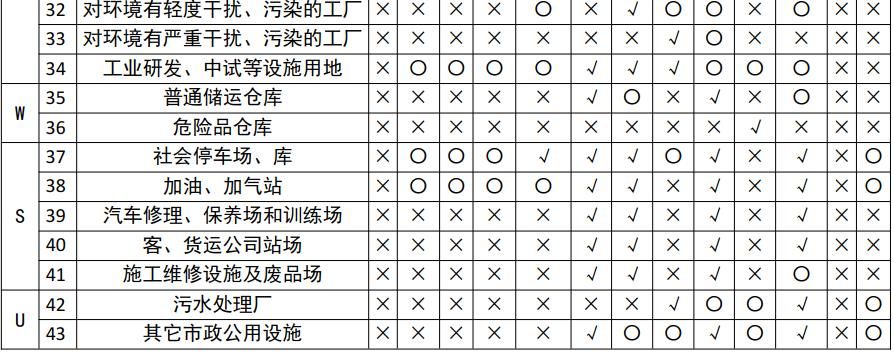 32 对环境有轻度干扰、污染的工厂 × × × ○ × √ ○ ○ × ○ × ×
33 对环境有严重干扰、污染的工厂 × × × × × × √ ○ × × × ×
34 工业研发、中试等设施用地 × ○ ○ ○ ○ √ √ √ ○ ○ ○ × ×
W 35 普通储运仓库 × × × × × √ ○ × √ × ○ × ×
36 危险品仓库 × × × × × × × × × √ × × ×
S 37 社会停车场、库 × ○ ○ ○ √ √ √ ○ √ × √ × ○
38 加油、加气站 × ○ ○ ○ ○ √ √ × √ × √ × ○
39 汽车修理、保养场和训练场 × × × × × √ √ × √ × √ × ×
40 客、货运公司站场 × × × × × √ √ × √ × √ × ×
41 施工维修设施及废品场 × × × × × √ √ × √ × ○ × ×
U 42 污水处理厂 × × × × × × × √ ○ ○ √ × ○
43 其它市政公用设施 × × × × × √ ○ ○ √ ○ √ × ○